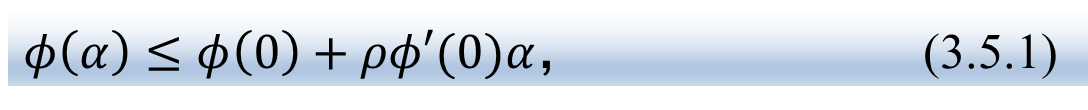 𝜙(𝛼) ≤ 𝜙(0) + 𝜌𝜙′(0)𝛼, (3.5.1)